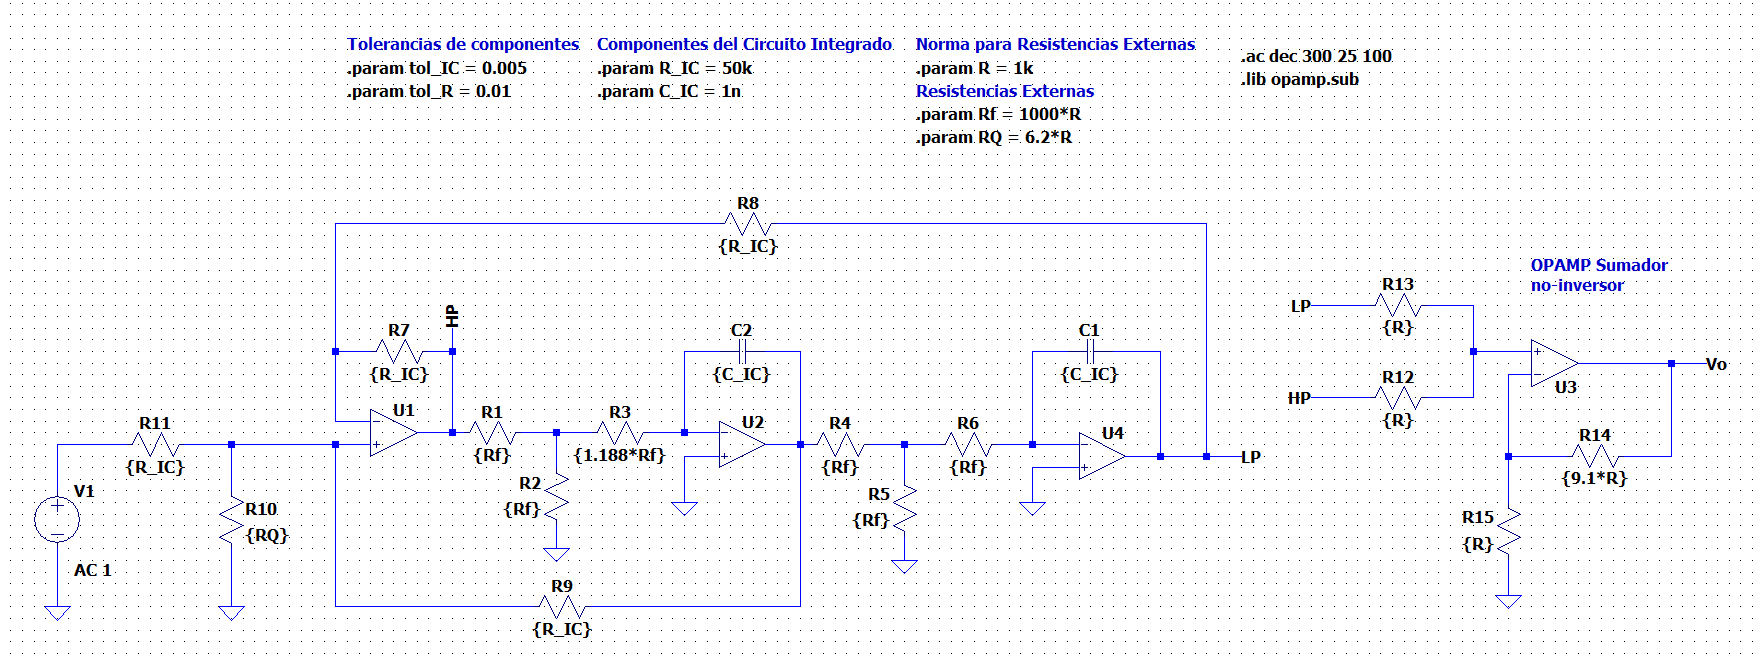 Tolerancias de componentes
.param tol_IC = 0.005
.param tol_R = 0.01
Componentes del Circuito Integrado
.param R_IC = 50k
.param C_IC = 1n
Norma para Resistencias Externas
.param R = 1k
Resistencias Externas
.param Rf = 1000*R
.param RQ = 6.2*R
.ac dec 300 25 100
.lib opamp.sub
R8
{R_IC}
OPAMP Sumador
no-inversor
HP
R7
{R_IC}
C2
{C_IC}
C1
{C_IC}
LP
R13
{R}
HP
R12
{R}
U3
Vo
R11
{R_IC}
U1
R1
{Rf}
R3
{1.188*Rf}
U2
R4
{Rf}
R6
{Rf}
U4
LP
R14
{9.1*R}
V1
AC 1
R10
{RQ}
R2
{Rf}
R5
{Rf}
R15
{R}
R9
{R_IC}